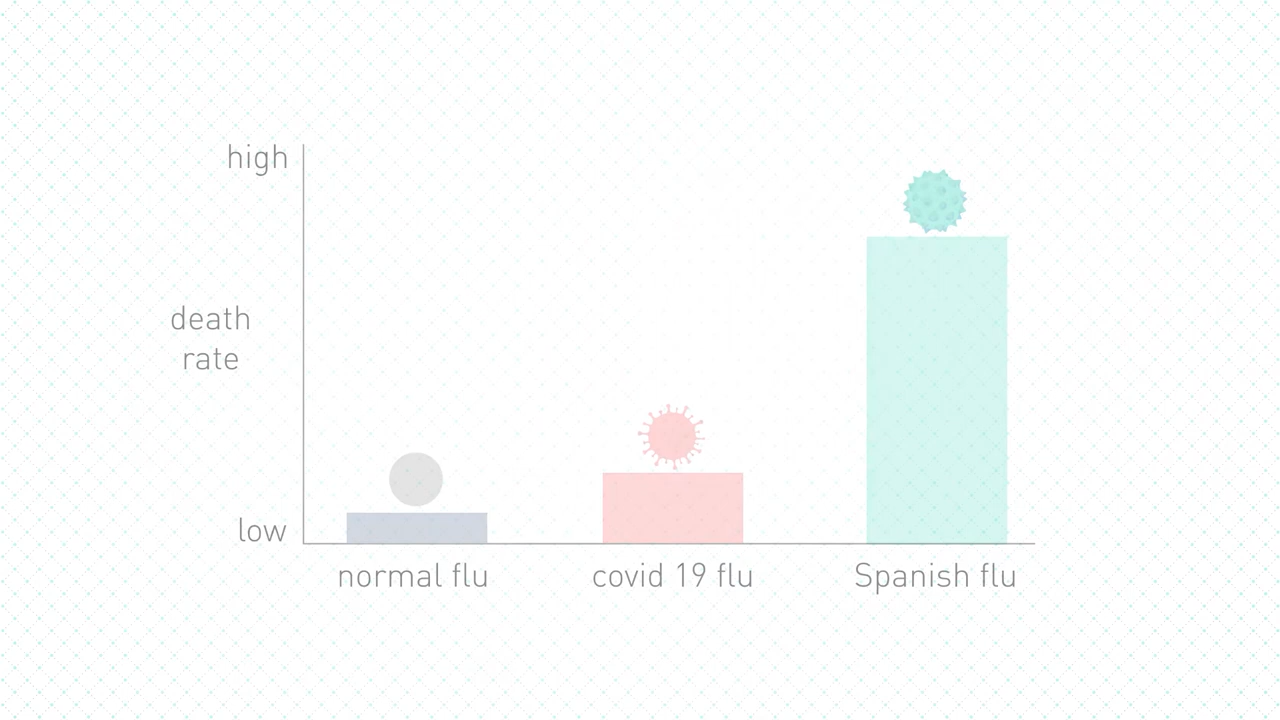 high
death
rate
low
normal flu
covid 19 flu
Spanish flu